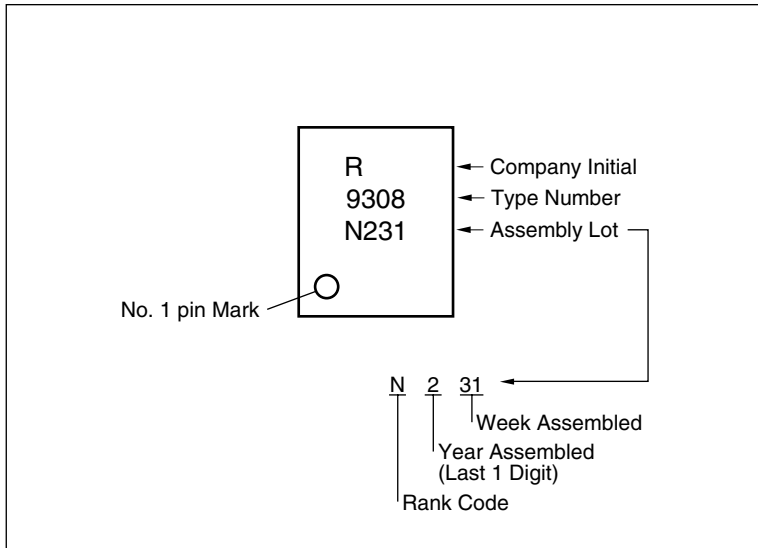 R
9308
N231
Company Initial
Type Number
Assembly Lot
No. 1 pin Mark
N 2 31
Week Assembled
Year Assembled
(Last 1 Digit)
Rank Code